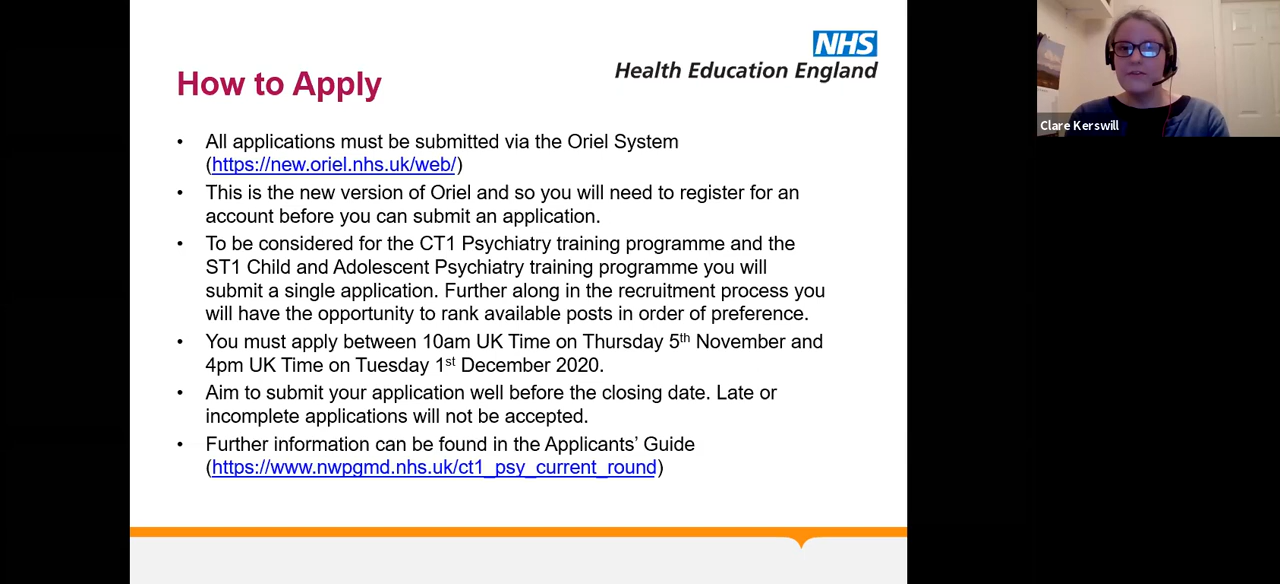 NHS
Health Education England
How to Apply
• All applications must be submitted via the Oriel System
(https://new.oriel.nhs.uk/web/)
• This is the new version of Oriel and so you will need to register for an
account before you can submit an application.
• To be considered for the CT1 Psychiatry training programme and the
ST1 Child and Adolescent Psychiatry training programme you will
submit a single application. Further along in the recruitment process you
will have the opportunity to rank available posts in order of preference.
• You must apply between 10am UK Time on Thursday 5th November and
4pm UK Time on Tuesday 1st December 2020.
• Aim to submit your application well before the closing date. Late or
incomplete applications will not be accepted.
• Further information can be found in the Applicants’ Guide
(https://www.nwpgmd.nhs.uk/ct1_psy_current_round)
Clare Kerswill